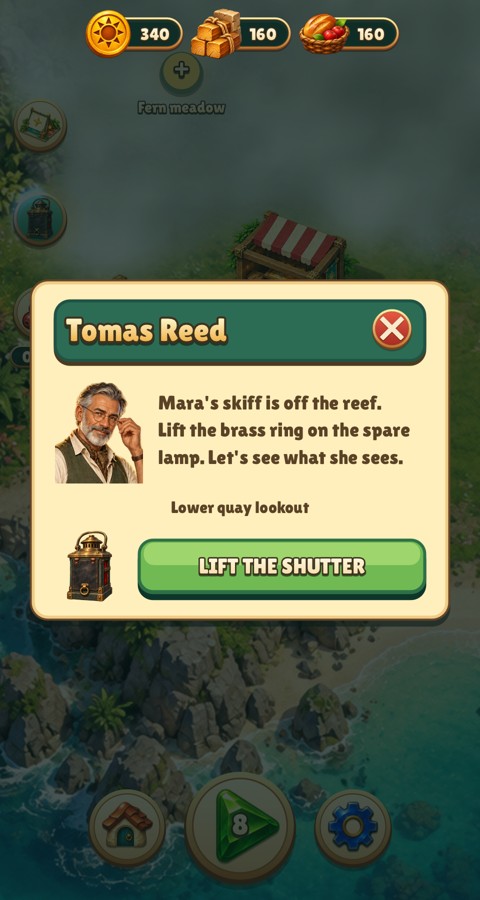 340
160
160
Fern meadow
Tomas Reed
Mara's skiff is off the reef.
Lift the brass ring on the spare
lamp. Let's see what she sees.
Lower quay lookout
LIFT THE SHUTTER
8